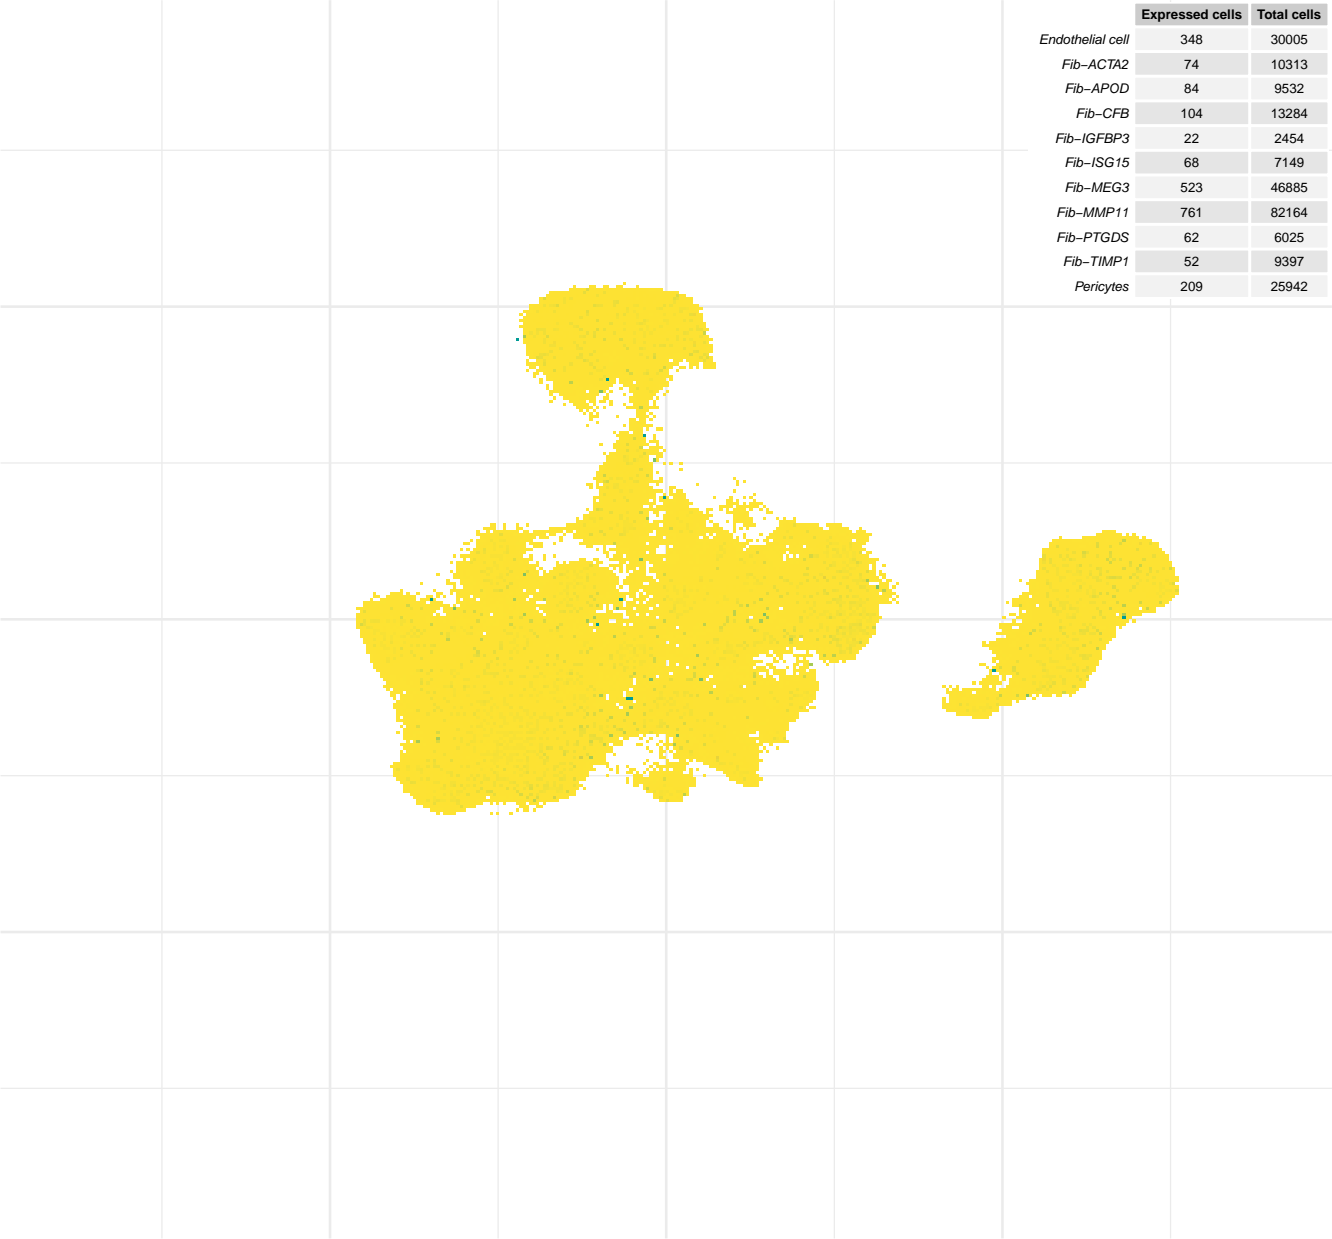 Expressed cells Total cells
Endothelial cell 348 30005
Fib−ACTA2 74 10313
Fib−APOD 84 9532
Fib−CFB 104 13284
Fib−IGFBP3 22 2454
Fib−ISG15 68 7149
Fib−MEG3 523 46885
Fib−MMP11 761 82164
Fib−PTGDS 62 6025
Fib−TIMP1 52 9397
Pericytes 209 25942